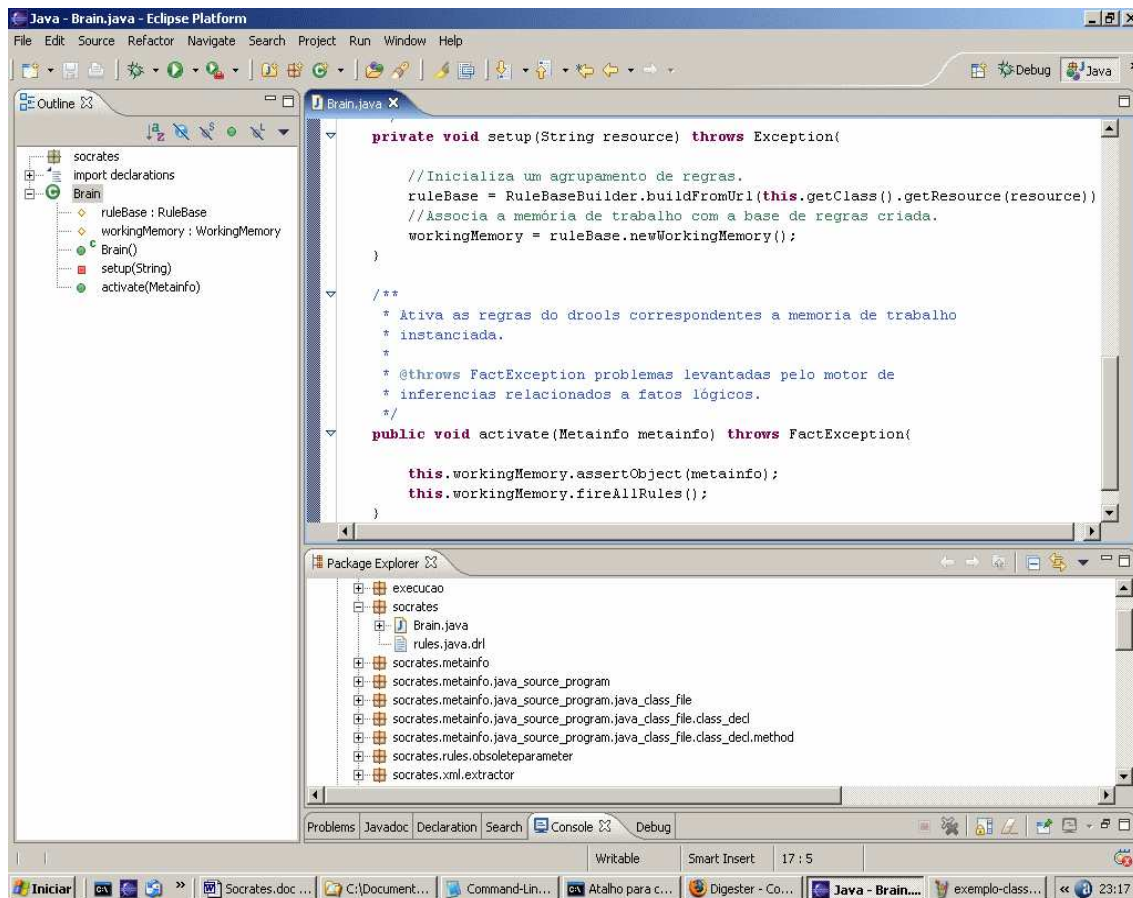 Java - Brain.java - Eclipse Platform
File Edit Source Refactor Navigate Search Project Run Window Help
Debug Java
Outline
socrates
import declarations
Brain
ruleBase : RuleBase
workingMemory : WorkingMemory
Brain()
setup(String)
activate(Metainfo)
Brain.java
private void setup(String resource) throws Exception{
//Inicializa um agrupamento de regras.
ruleBase = RuleBaseBuilder.buildFromUrl(this.getClass().getResource(resource))
//Associa a memória de trabalho com a base de regras criada.
workingMemory = ruleBase.newWorkingMemory();
}
/**
* Ativa as regras do drools correspondentes a memoria de trabalho
* instanciada.
*
* @throws FactException problemas levantadas pelo motor de
* inferencias relacionados a fatos lógicos.
*/
public void activate(Metainfo metainfo) throws FactException{
this.workingMemory.assertObject(metainfo);
this.workingMemory.fireAllRules();
}
Package Explorer
execucao
socrates
Brain.java
rules.java.drl
socrates.metainfo
socrates.metainfo.java_source_program
socrates.metainfo.java_source_program.java_class_file
socrates.metainfo.java_source_program.java_class_file.class_decl
socrates.metainfo.java_source_program.java_class_file.class_decl.method
socrates.rules.obsoleteparameter
socrates.xml.extractor
Problems Javadoc Declaration Search Console Debug
Writable Smart Insert 17 : 5
Iniciar » Socrates.doc ... C:\Document... Command-Lin... Atalho para c... Digester - Co... Java - Brain.... exemplo-class... « 23:17